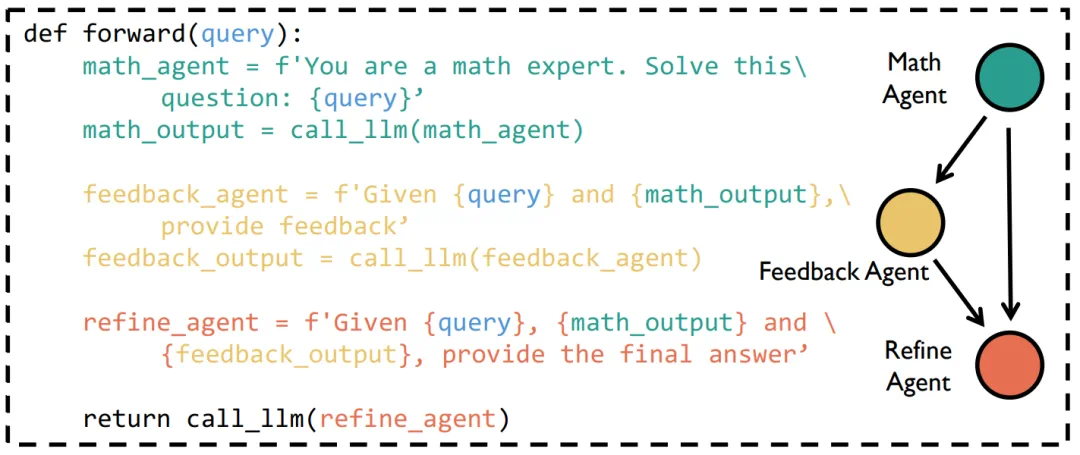 def forward(query):
math_agent = f'You are a math expert. Solve this\
question: {query}’
math_output = call_llm(math_agent)
feedback_agent = f'Given {query} and {math_output},\
provide feedback’
feedback_output = call_llm(feedback_agent)
refine_agent = f'Given {query}, {math_output} and \
{feedback_output}, provide the final answer’
return call_llm(refine_agent)
Math
Agent
Feedback Agent
Refine
Agent